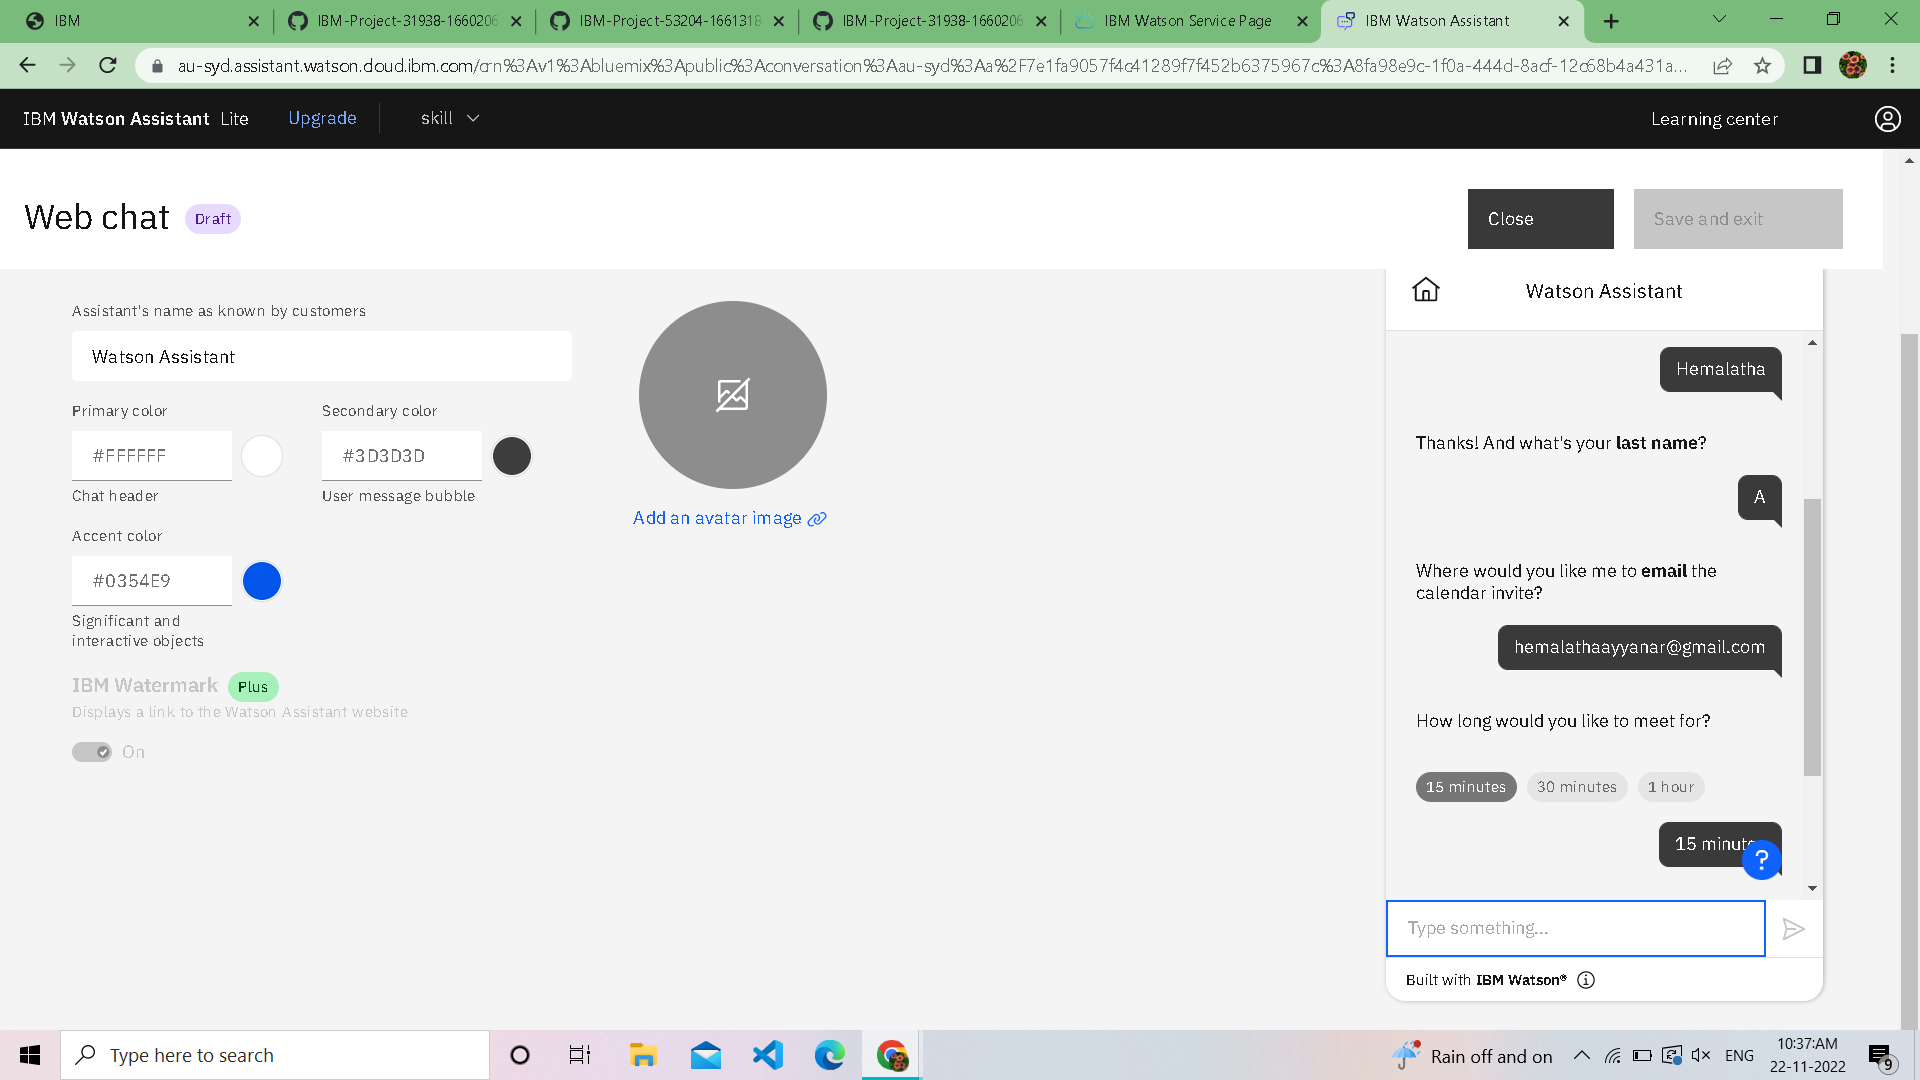 IBM
IBM-Project-31938-1660206
IBM-Project-53204-1661318
IBM-Project-31938-1660206
IBM Watson Service Page
IBM Watson Assistant
au-syd.assistant.watson.cloud.ibm.com/crn%3Av1%3Abluemix%3Apublic%3Aconversation%3Aau-syd%3Aa%2F7e1fa9057f4c41289f7f452b6375967c%3A8fa98e9c-1f0a-444d-8acf-12c68b4a431a...
IBM Watson Assistant Lite
Upgrade
skill
Learning center
Web chat
Draft
Close
Save and exit
Assistant's name as known by customers
Watson Assistant
Primary color
Secondary color
#FFFFFF
#3D3D3D
Chat header
User message bubble
Accent color
#0354E9
Significant and
interactive objects
IBM Watermark Plus
Displays a link to the Watson Assistant website
On
Add an avatar image
Watson Assistant
Hemalatha
Thanks! And what's your last name?
A
Where would you like me to email the
calendar invite?
hemalathaayyanar@gmail.com
How long would you like to meet for?
15 minutes
30 minutes
1 hour
15 minute
?
Type something...
Built with IBM Watson®
Type here to search
Rain off and on
ENG
10:37:AM
22-11-2022
9